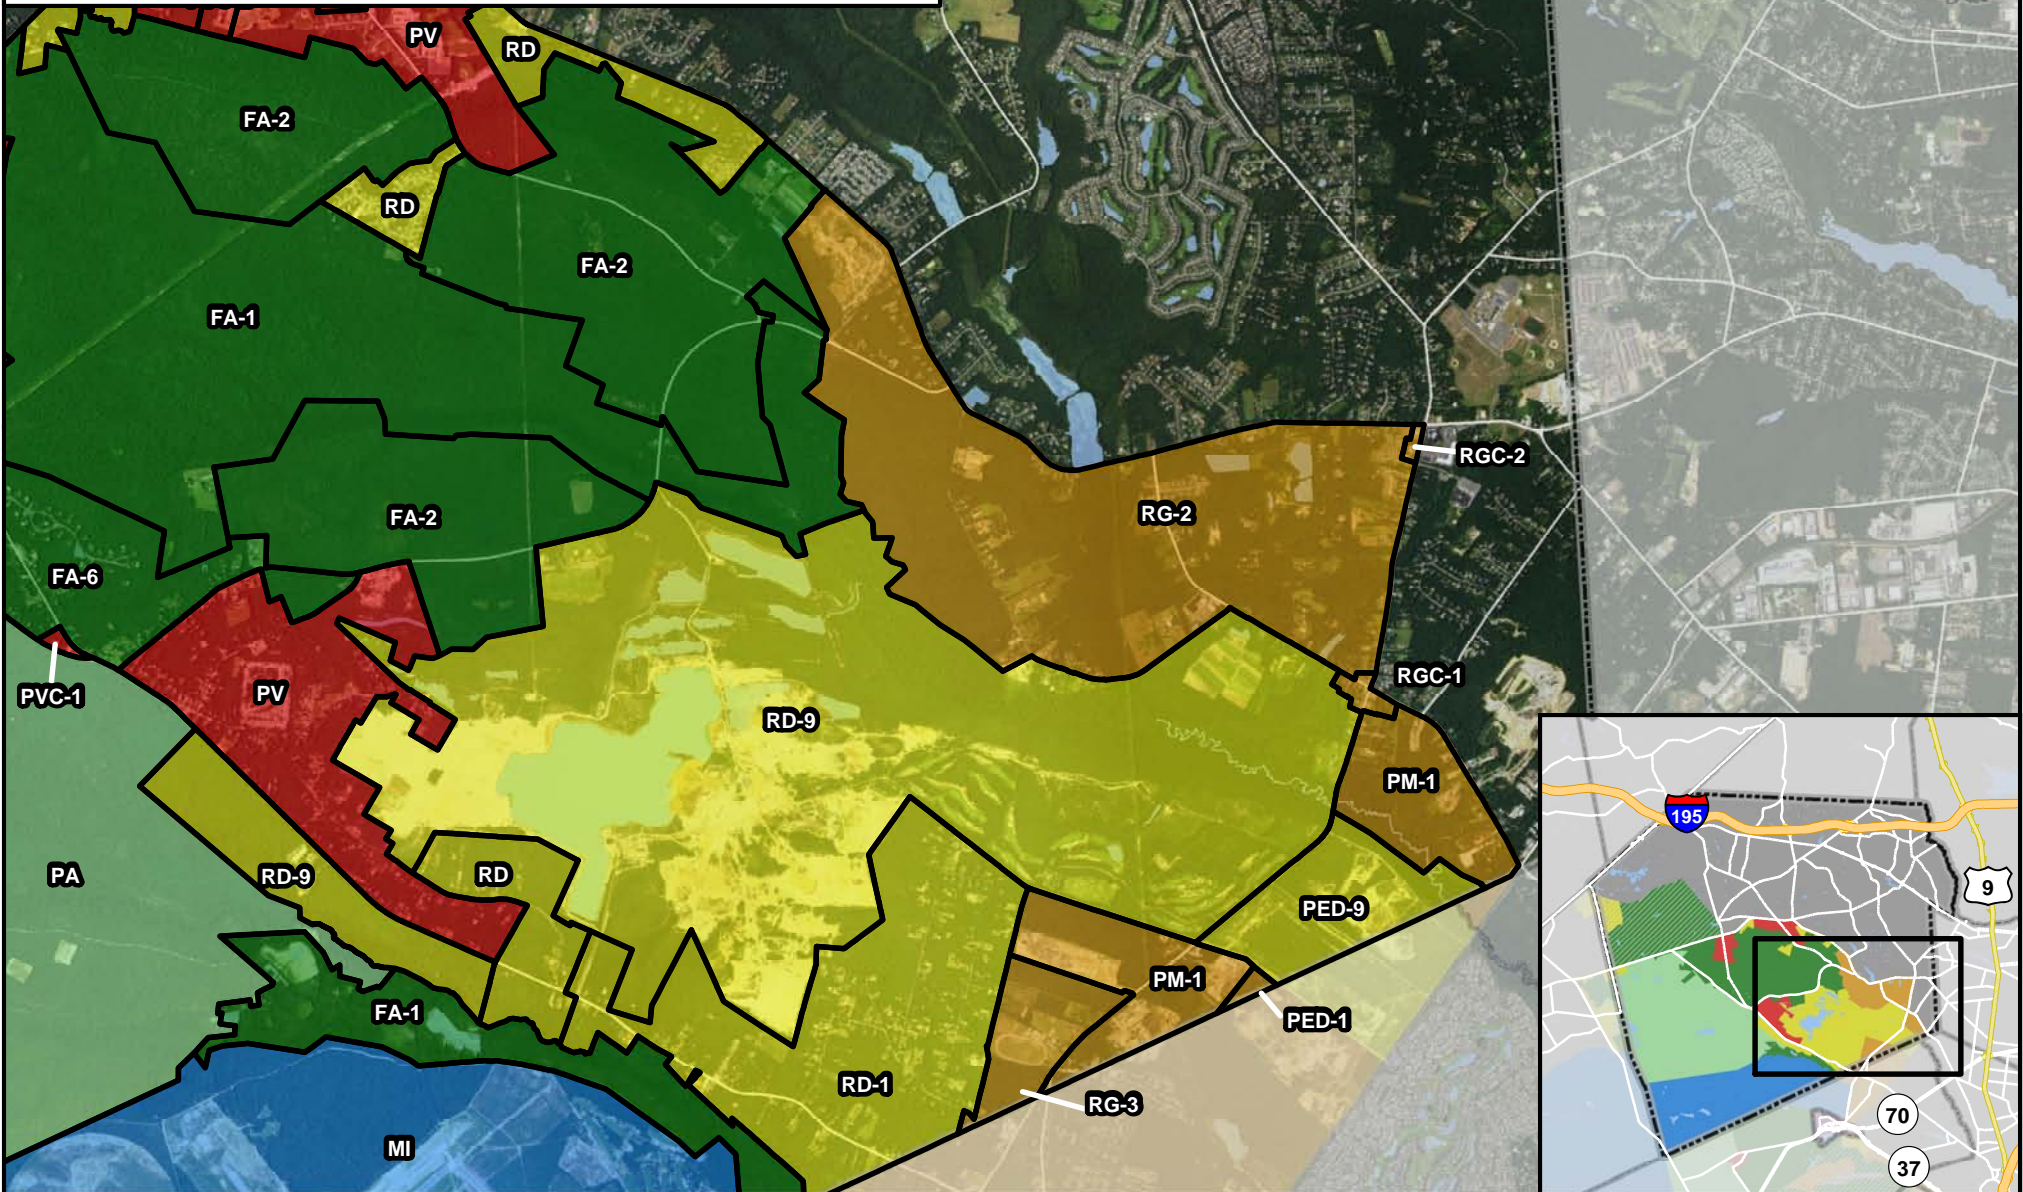 PV
RD
FA-2
RD
FA-2
FA-1
RGC-2
RG-2
FA-2
FA-6
RGC-1
PVC-1
PV
RD-9
PM-1
195
PA
RD-9
RD
9
PED-9
PM-1
FA-1
PED-1
RD-1
RG-3
70
MI
37